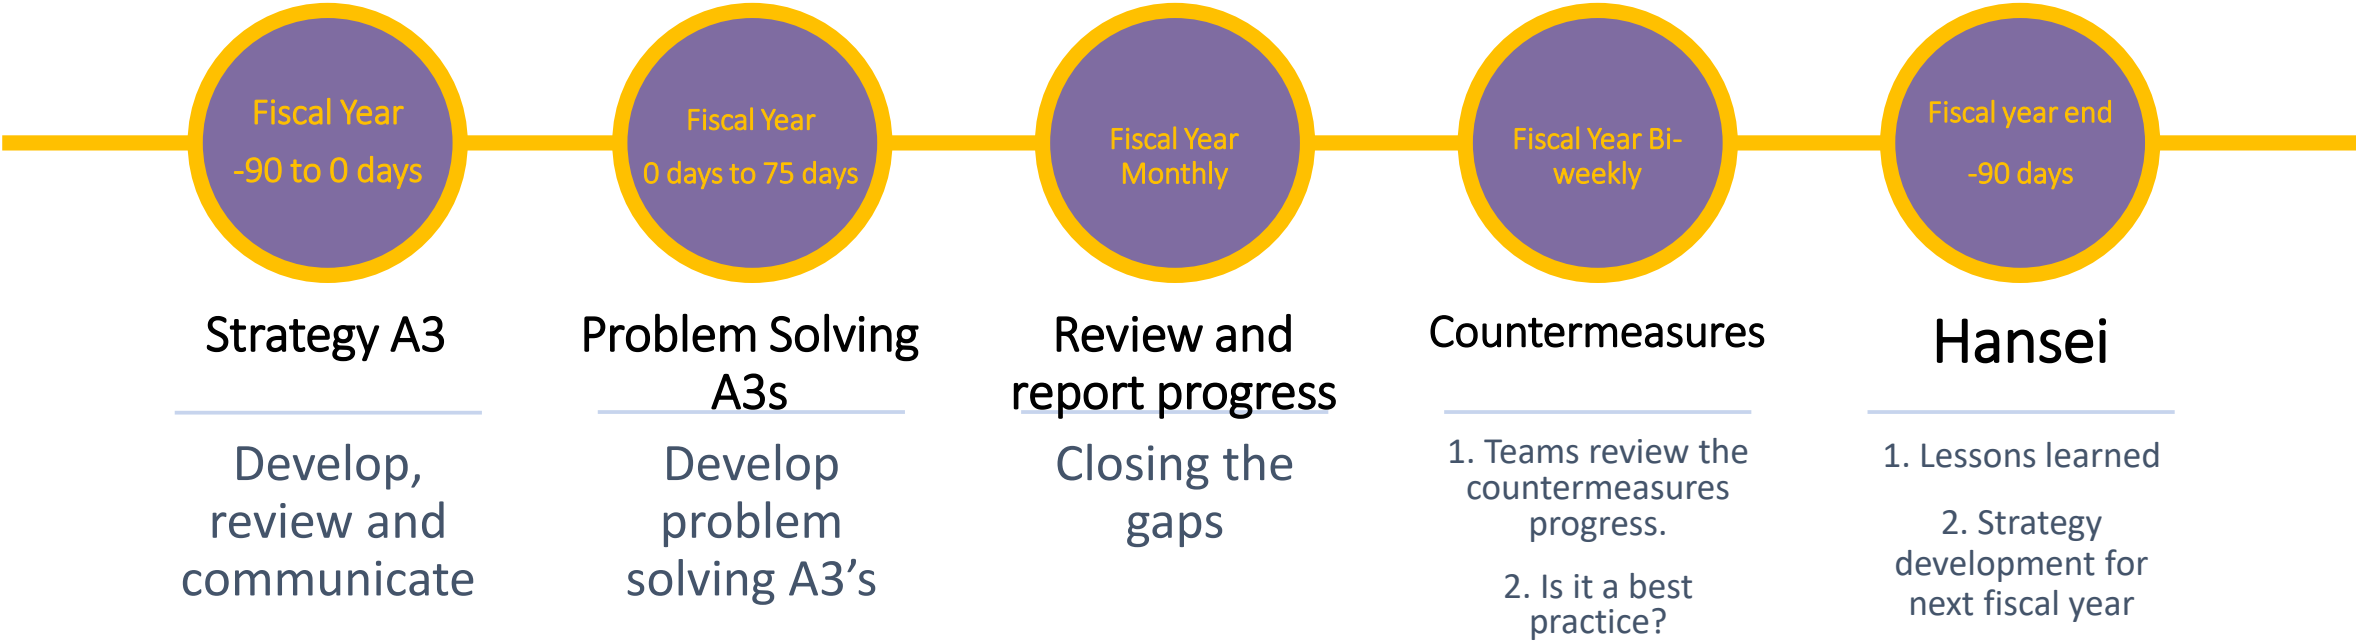 Fiscal Year
-90 to 0 days
Fiscal Year
0 days to 75 days
Fiscal Year
Monthly
Fiscal Year Bi-
weekly
Fiscal year end
-90 days
Strategy A3
Develop,
review and
communicate
Problem Solving
A3s
Develop
problem
solving A3’s
Review and
report progress
Closing the
gaps
Countermeasures
1. Teams review the
countermeasures
progress.
2. Is it a best
practice?
Hansei
1. Lessons learned
2. Strategy
development for
next fiscal year